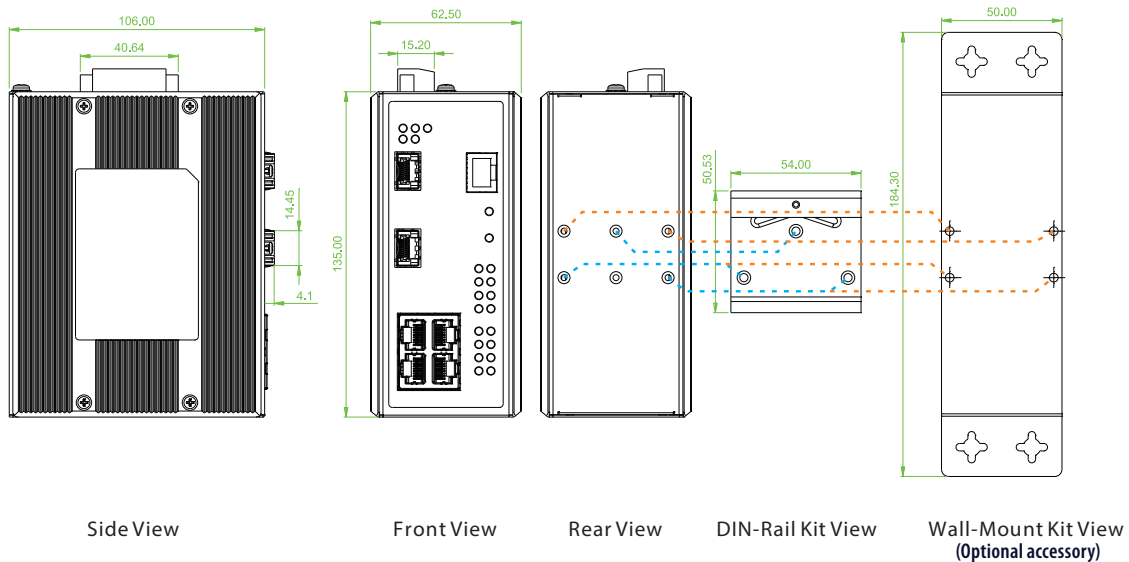 106.00
62.50
50.00
40.64
15.20
14.45
4.1
135.00
50.53
54.00
184.30
Side View
Front View
Rear View
DIN-Rail Kit View
Wall-Mount Kit View
(Optional accessory)